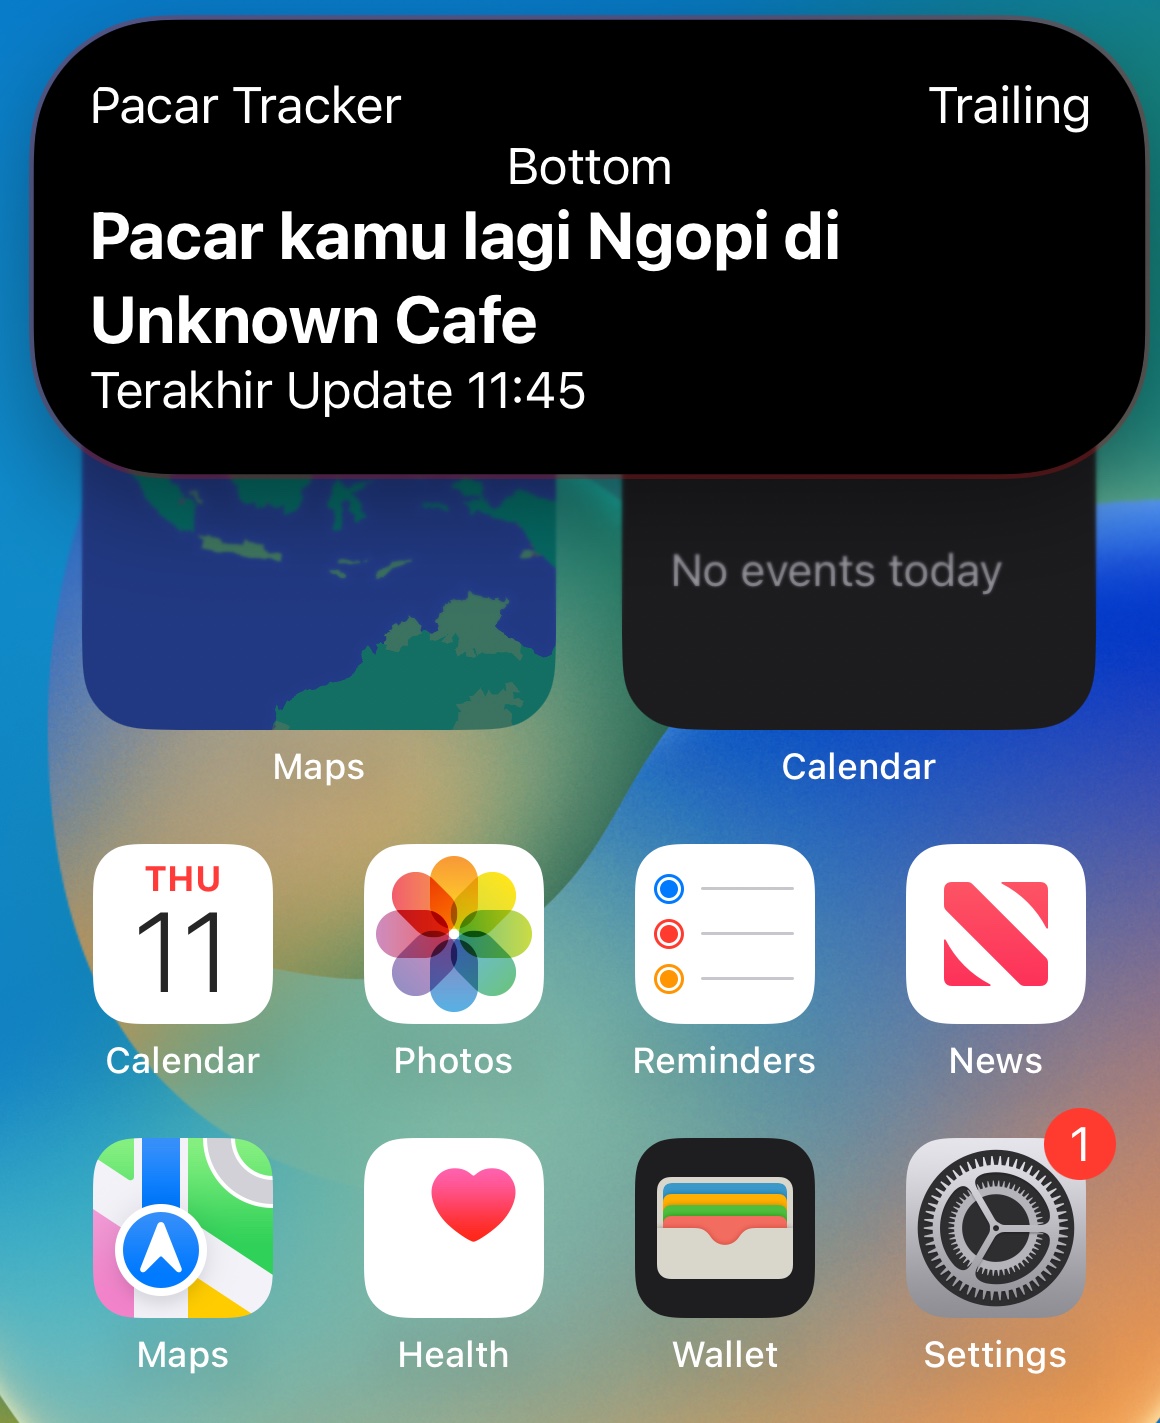 Pacar Tracker
Trailing
Bottom
Pacar kamu lagi Ngopi di
Unknown Cafe
Terakhir Update 11:45
No events today
Maps
Calendar
THU
11
Calendar
Photos
Reminders
News
1
Maps
Health
Wallet
Settings